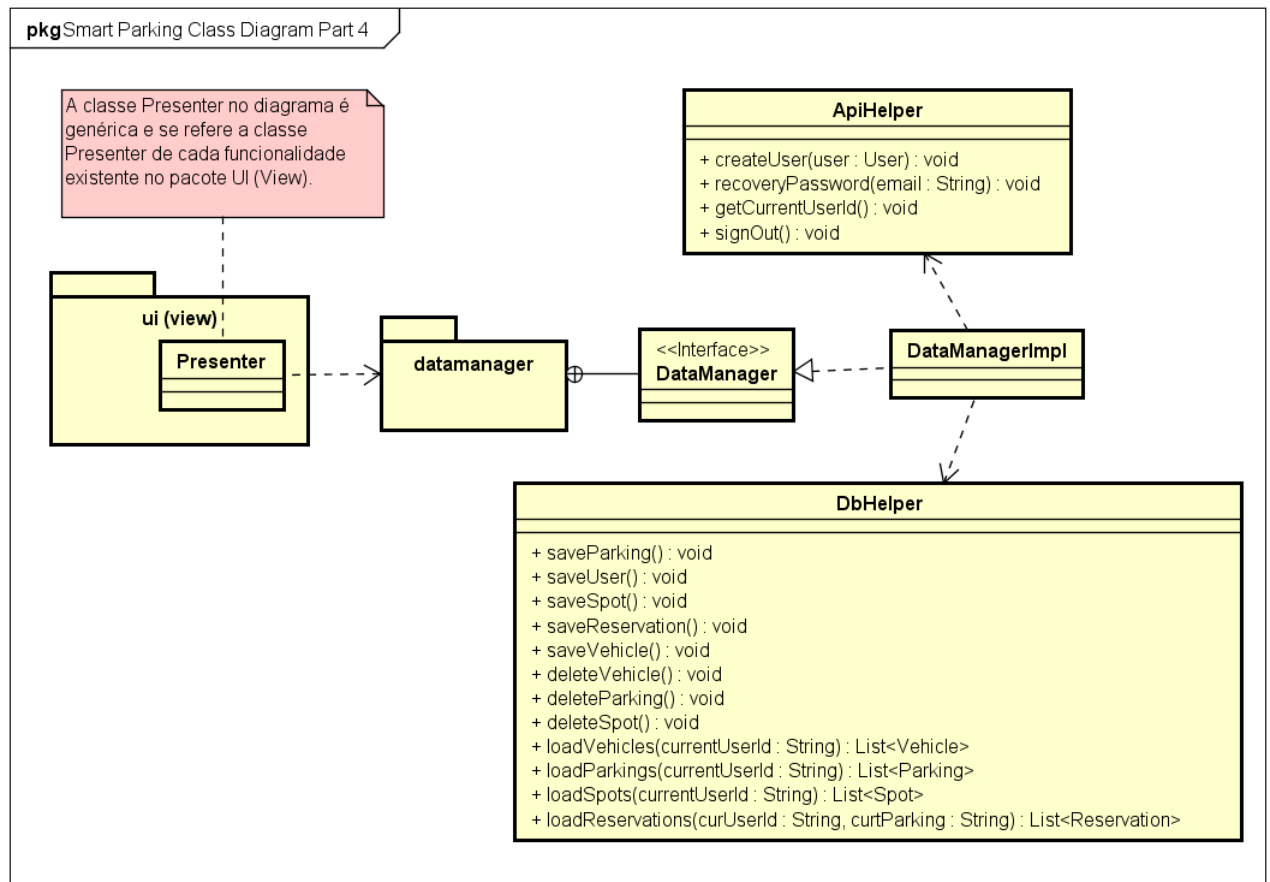 pkg Smart Parking Class Diagram Part 4
A classe Presenter no diagrama é
genérica e se refere a classe
Presenter de cada funcionalidade
existente no pacote UI (View).
ApiHelper
+ createUser(user : User) : void
+ recoveryPassword(email : String) : void
+ getCurrentUserId() : void
+ signOut() : void
ui (view)
Presenter
datamanager
<<Interface>>
DataManager
DataManagerImpl
DbHelper
+ saveParking() : void
+ saveUser() : void
+ saveSpot() : void
+ saveReservation() : void
+ saveVehicle() : void
+ deleteVehicle() : void
+ deleteParking() : void
+ deleteSpot() : void
+ loadVehicles(currentUserId : String) : List<Vehicle>
+ loadParkings(currentUserId : String) : List<Parking>
+ loadSpots(currentUserId : String) : List<Spot>
+ loadReservations(curUserId : String, curtParking : String) : List<Reservation>